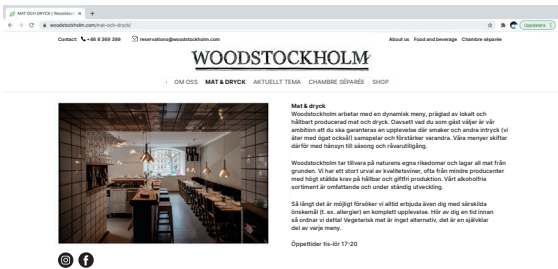 MAT OCH DRYCK | Woodstock
woodstockholm.com/mat-och-dryck/
Uppdatera
Contact: +46 8 369 399 reservations@woodstockholm.com
About us Food and beverage Chambre séparée
WOODSTOCKHOLM
OM OSS MAT & DRYCK AKTUELLT TEMA CHAMBRE SÉPARÉE SHOP
Mat & dryck
Woodstockholm arbetar med en dynamisk meny, präglad av lokalt och
hållbart producerad mat och dryck. Oavsett vad du som gäst väljer är vår
ambition att du ska garanteras en upplevelse där smaker och andra intryck (vi
äter med ögat också!) samspelar och förstärker varandra. Våra menyer skiftar
därför med hänsyn till säsong och råvarutillgång.
Woodstockholm tar tillvara på naturens egna rikedomar och lagar all mat från
grunden. Vi har ett stort urval av kvalitetsviner, ofta från mindre producenter
med högt ställda krav på hållbar och giftfri produktion. Vårt alkoholfria
sortiment är omfattande och under ständig utveckling.
Så långt det är möjligt försöker vi alltid erbjuda även dig med särskilda
önskemål (t. ex. allergier) en komplett upplevelse. Hör av dig en tid innan
så ordnar vi detta! Vegetarisk mat är inget alternativ, det är en självklar
del av varje meny.
Öppettider tis-lör 17-20